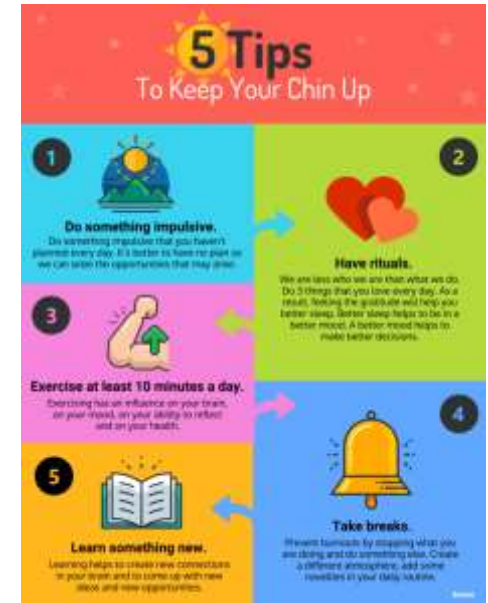 5 Tips
To Keep Your Chin Up
1
Do something impulsive.
Do something impulsive that you haven't
planned every day. It's better to have no plan so
we can seize the opportunities that may arise.
2
Have rituals.
We are less who we are than what we do.
Do 3 things that you love every day. As a
result, feeling the gratitude will help you
better sleep. Better sleep helps to be in a
better mood. A better mood helps to
make better decisions.
3
Exercise at least 10 minutes a day.
Exercising has an influence on your brain,
on your mood, on your ability to reflect
and on your health.
4
Take breaks.
Prevent burnouts by stopping what you
are doing and do something else. Create
a different atmosphere, add some
novelties in your daily routine.
5
Learn something new.
Learning helps to create new connections
in your brain and to come up with new
ideas and new opportunities.